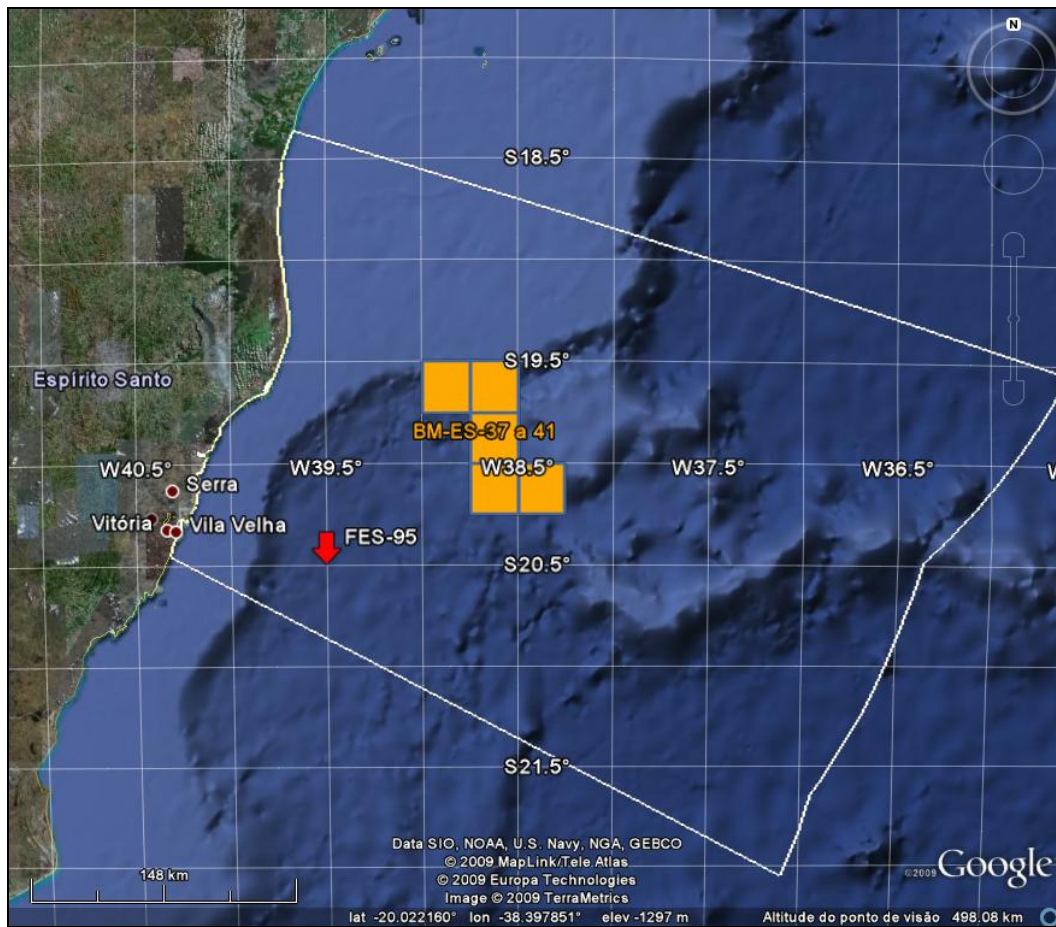 N
S18.5°
S19.5°
Espírito Santo
BM-ES-37 a 41
W40.5°
W39.5°
W38.5°
W37.5°
W36.5°
W
Serra
Vitória
Vila Velha
FES-95
S20.5°
S21.5°
Data SIO, NOAA, U.S. Navy, NGA, GEBCO
© 2009 MapLink/Tele Atlas
© 2009 Europa Technologies
Image © 2009 TerraMetrics
©2009 Google
148 km
lat -20.022160° lon -38.397851° elev -1297 m
Altitude do ponto de visão 498.08 km